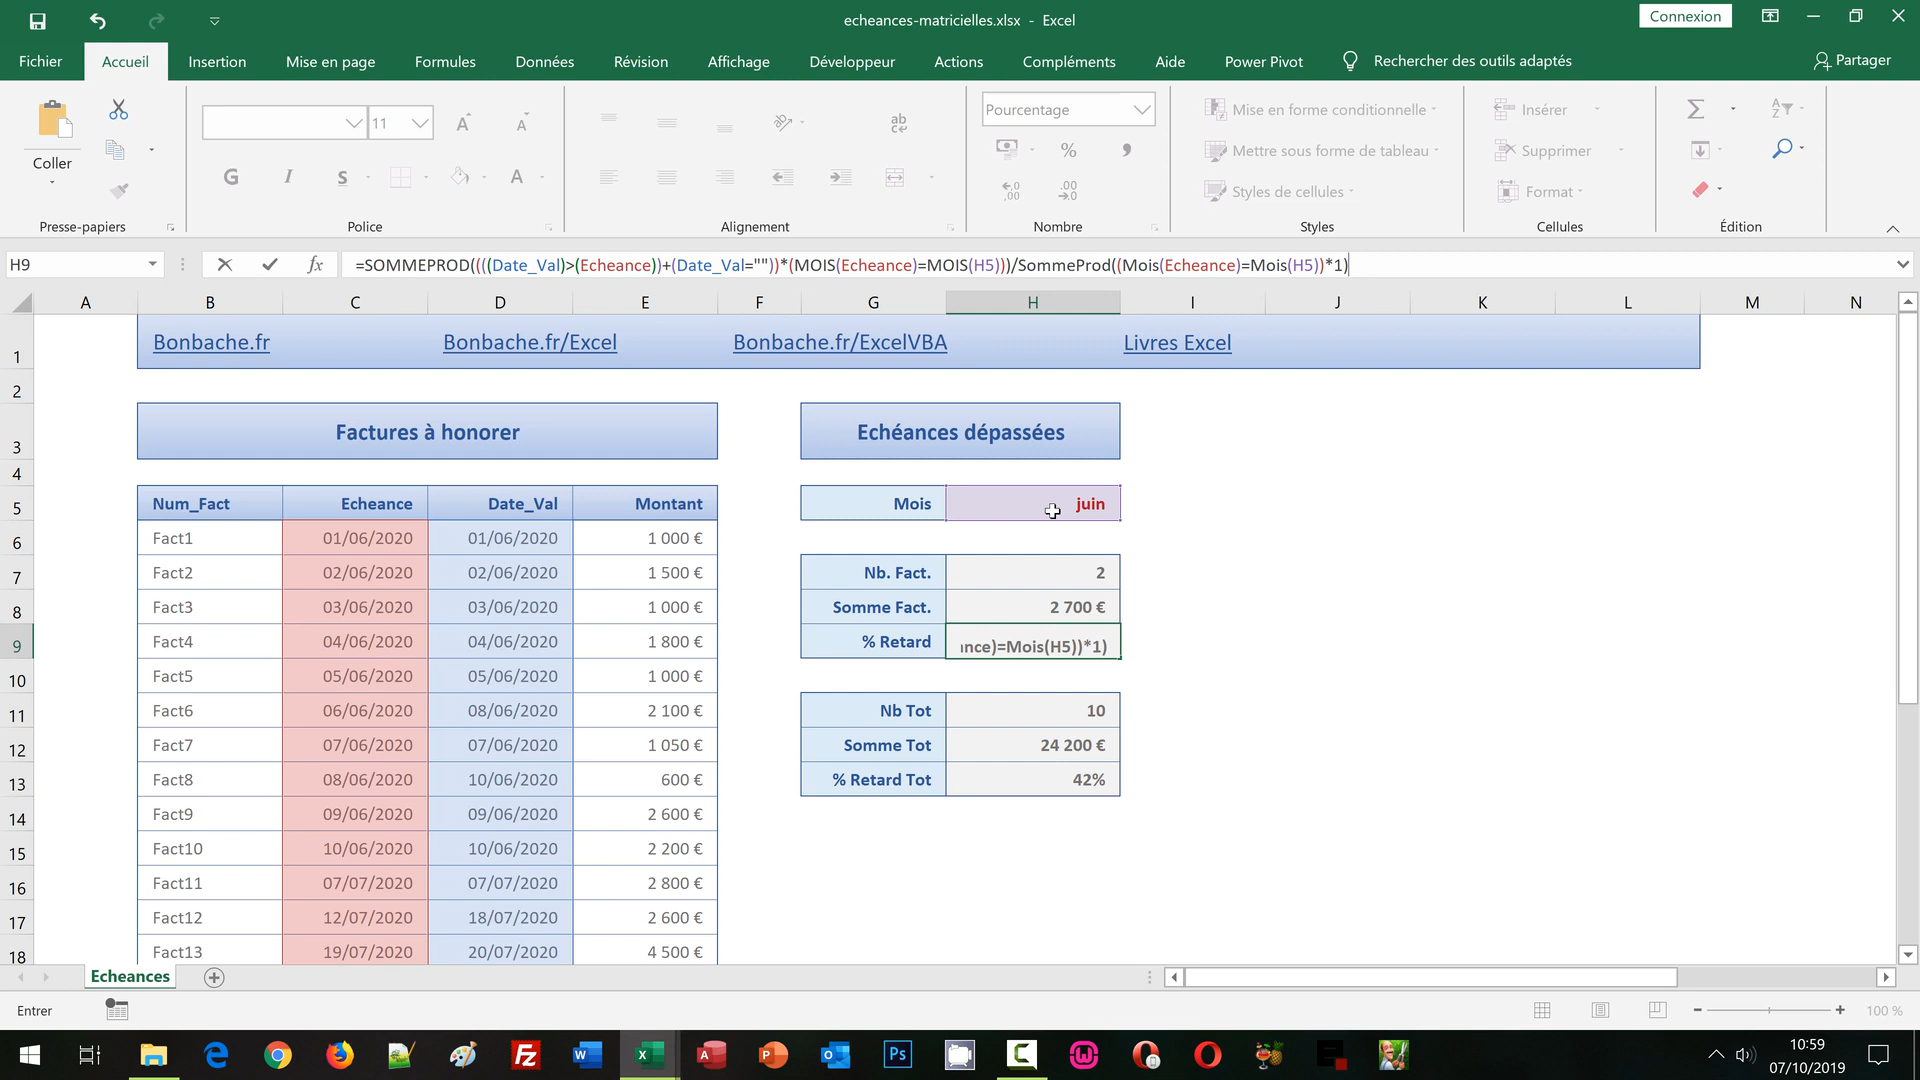 echeances-matricielles.xlsx - Excel
Connexion
Fichier Accueil Insertion Mise en page Formules Données Révision Affichage Développeur Actions Compléments Aide Power Pivot Rechercher des outils adaptés Partager
Coller
Presse-papiers
11
G I S
Police
Alignement
Pourcentage
Nombre
Mise en forme conditionnelle
Mettre sous forme de tableau
Styles de cellules
Styles
Insérer
Supprimer
Format
Cellules
Édition
H9 fx =SOMMEPROD((((Date_Val)>(Echeance))+(Date_Val=""))*(MOIS(Echeance)=MOIS(H5)))/SommeProd((Mois(Echeance)=Mois(H5))*1)
A B C D E F G H I J K L M N
1 Bonbache.fr Bonbache.fr/Excel Bonbache.fr/ExcelVBA Livres Excel
2
3 Factures à honorer Echéances dépassées
4
5 Num_Fact Echeance Date_Val Montant Mois juin
6 Fact1 01/06/2020 01/06/2020 1 000 €
7 Fact2 02/06/2020 02/06/2020 1 500 € Nb. Fact. 2
8 Fact3 03/06/2020 03/06/2020 1 000 € Somme Fact. 2 700 €
9 Fact4 04/06/2020 04/06/2020 1 800 € % Retard ance)=Mois(H5))*1)
10 Fact5 05/06/2020 05/06/2020 1 000 €
11 Fact6 06/06/2020 08/06/2020 2 100 € Nb Tot 10
12 Fact7 07/06/2020 07/06/2020 1 050 € Somme Tot 24 200 €
13 Fact8 08/06/2020 10/06/2020 600 € % Retard Tot 42%
14 Fact9 09/06/2020 09/06/2020 2 600 €
15 Fact10 10/06/2020 10/06/2020 2 200 €
16 Fact11 07/07/2020 07/07/2020 2 800 €
17 Fact12 12/07/2020 18/07/2020 2 600 €
18 Fact13 19/07/2020 20/07/2020 4 500 €
Echeances
Entrer 100 %
10:59
07/10/2019